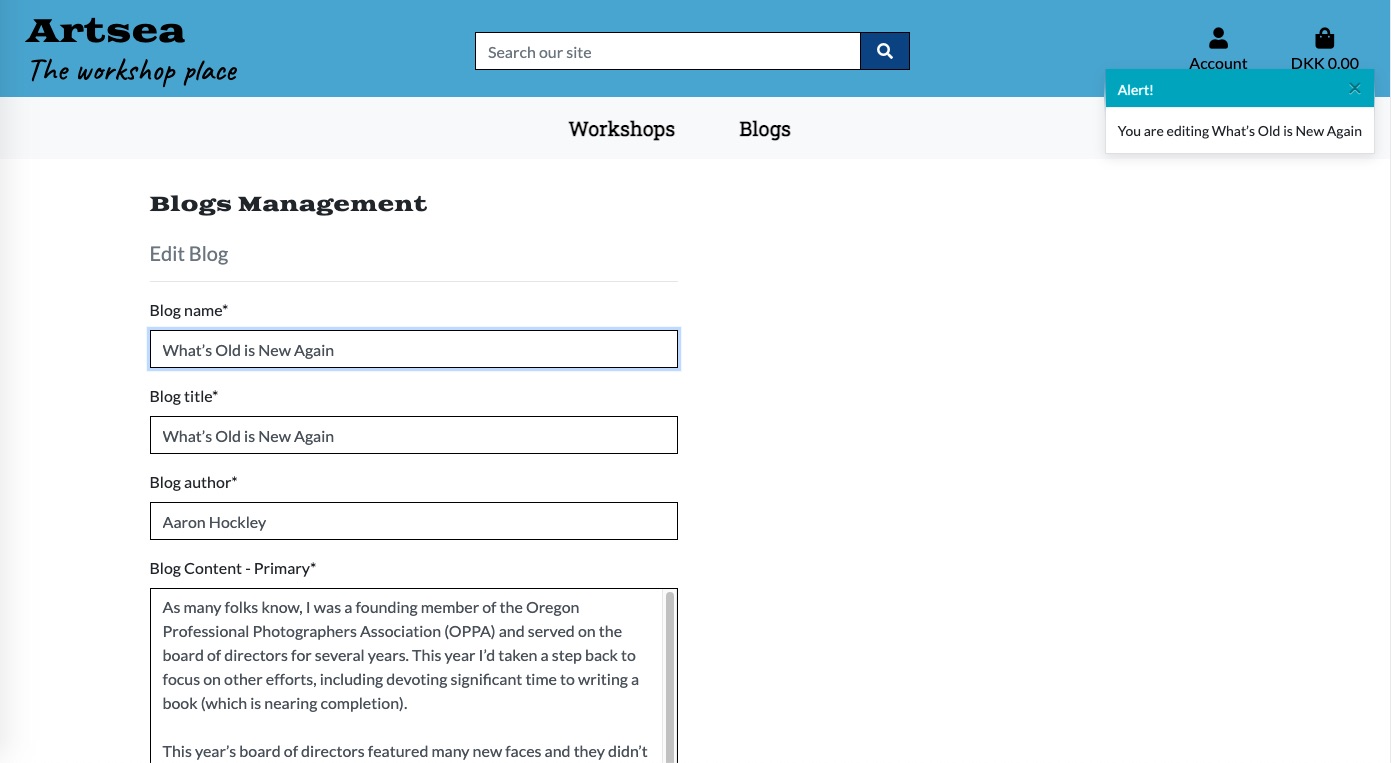 Artsea
The workshop place
Search our site
Account
DKK 0.00
Alert!
You are editing What’s Old is New Again
Workshops
Blogs
Blogs Management
Edit Blog
Blog name*
What’s Old is New Again
Blog title*
What’s Old is New Again
Blog author*
Aaron Hockley
Blog Content - Primary*
As many folks know, I was a founding member of the Oregon
Professional Photographers Association (OPPA) and served on the
board of directors for several years. This year I’d taken a step back to
focus on other efforts, including devoting significant time to writing a
book (which is nearing completion).
This year’s board of directors featured many new faces and they didn’t